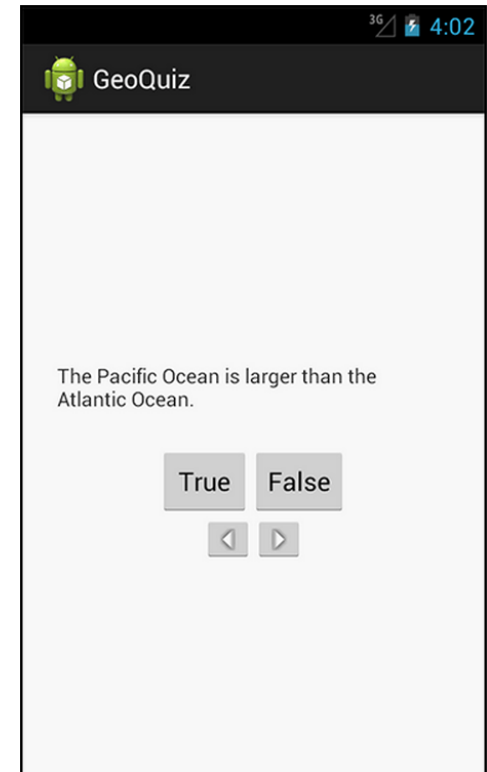 3G 4:02
GeoQuiz
The Pacific Ocean is larger than the
Atlantic Ocean.
True False